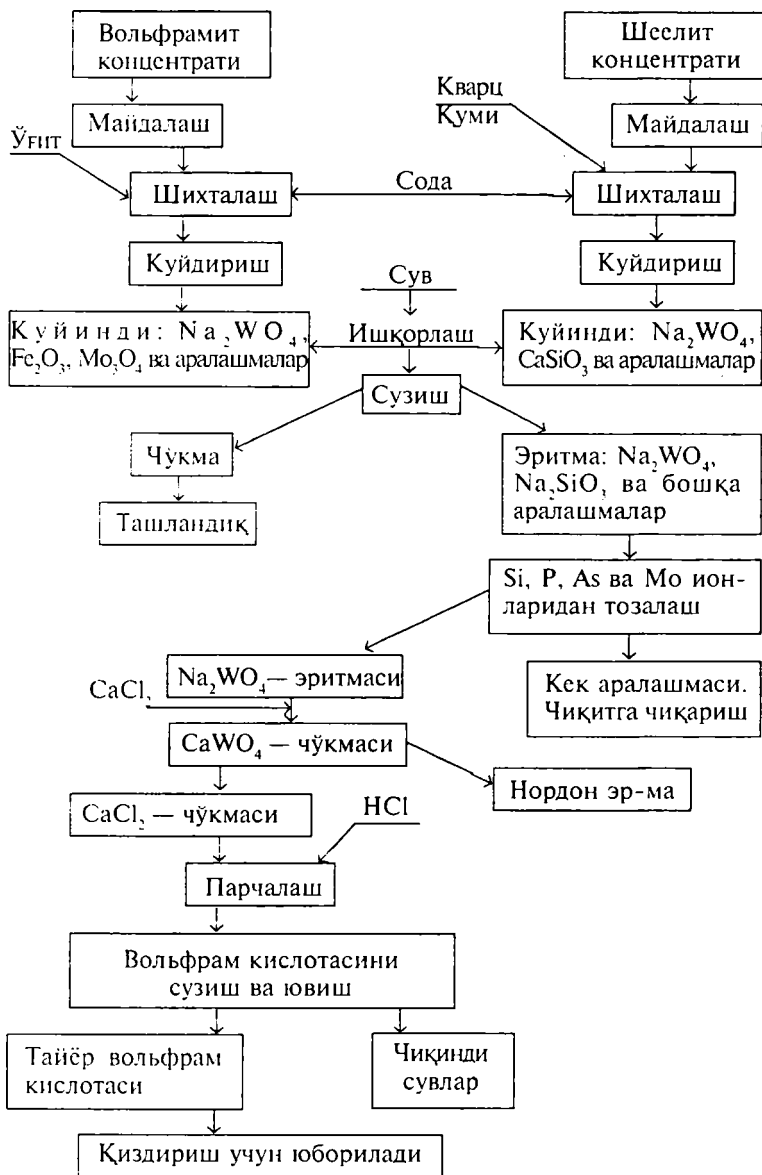 Вольфрамит
концентрати
Шеелит
концентрати
Майдалаш
Кварц
Қуми
Майдалаш
Ўғит
Шихталаш
Сода
Шихталаш
Куйдириш
Куйдириш
Сув
Куйинди: Na₂WO₄,
Fe₂O₃, Mo₃O₄ ва аралашмалар
Ишқорлаш
Куйинди: Na₂WO₄,
CaSiO₃ ва аралашмалар
Сузиш
Чўкма
Ташландиқ
Эритма: Na₂WO₄,
Na₂SiO₃ ва бошқа
аралашмалар
Si, P, As ва Мо ион-
ларидан тозалаш
Na₂WO₄ — эритмаси
Кек аралашмаси.
Чиқитга чиқариш
CaCl₂
CaWO₄ — чўкмаси
Нордон эр-ма
CaCl₂ — чўкмаси
HCl
Парчалаш
Вольфрам кислотасини
сузиш ва ювиш
Тайёр вольфрам
кислотаси
Чиқинди
сувлар
Қиздириш учун юборилади